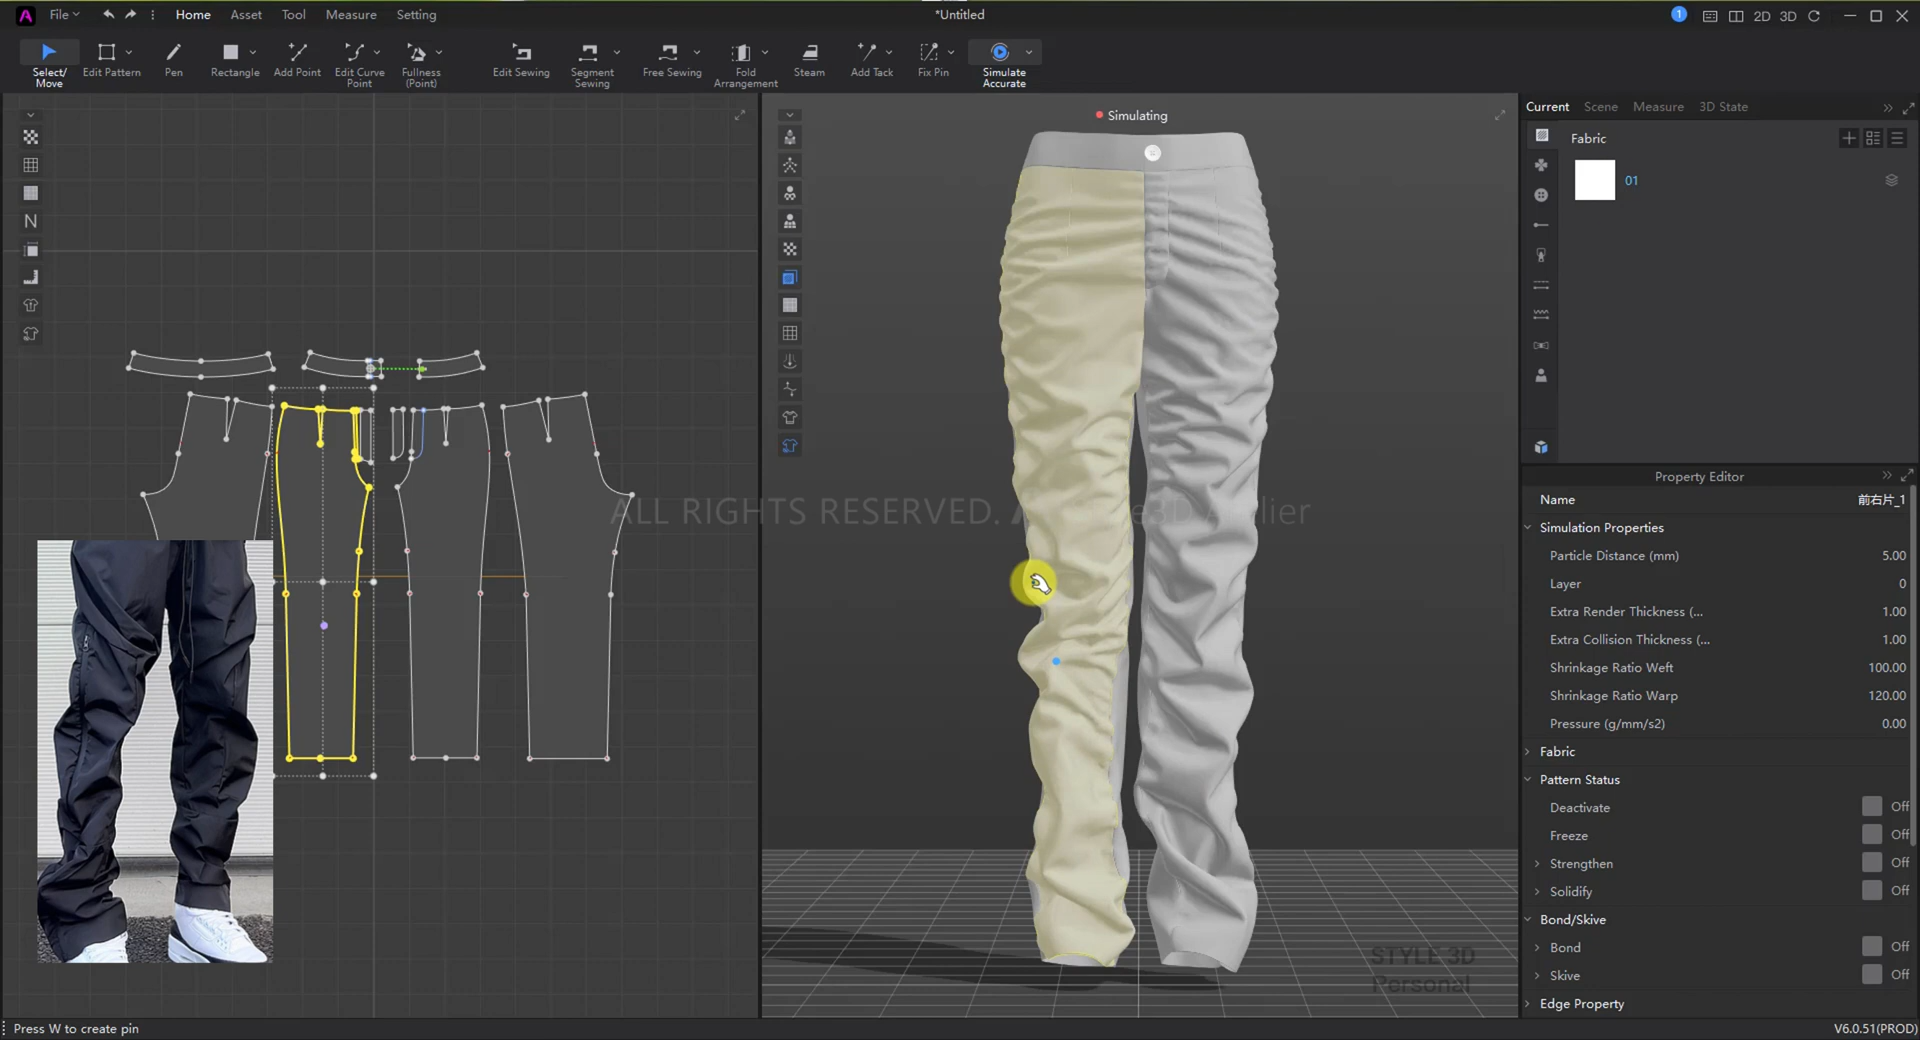 File
Home
Asset
Tool
Measure
Setting
*Untitled
1
2D
3D
Select/
Move
Edit Pattern
Pen
Rectangle
Add Point
Edit Curve
Point
Fullness
(Point)
Edit Sewing
Segment
Sewing
Free Sewing
Fold
Arrangement
Steam
Add Tack
Fix Pin
Simulate
Accurate
Simulating
Current
Scene
Measure
3D State
Fabric
01
ALL RIGHTS RESERVED.
Property Editor
Name
前右片_1
Simulation Properties
Particle Distance (mm)
5.00
Layer
0
Extra Render Thickness (...
1.00
Extra Collision Thickness (...
1.00
Shrinkage Ratio Weft
100.00
Shrinkage Ratio Warp
120.00
Pressure (g/mm/s2)
0.00
Fabric
Pattern Status
Deactivate
Off
Freeze
Off
Strengthen
Off
Solidify
Off
Bond/Skive
Bond
Off
Skive
Off
Edge Property
STYLE 3D
Personal
Press W to create pin
V6.0.51(PROD)